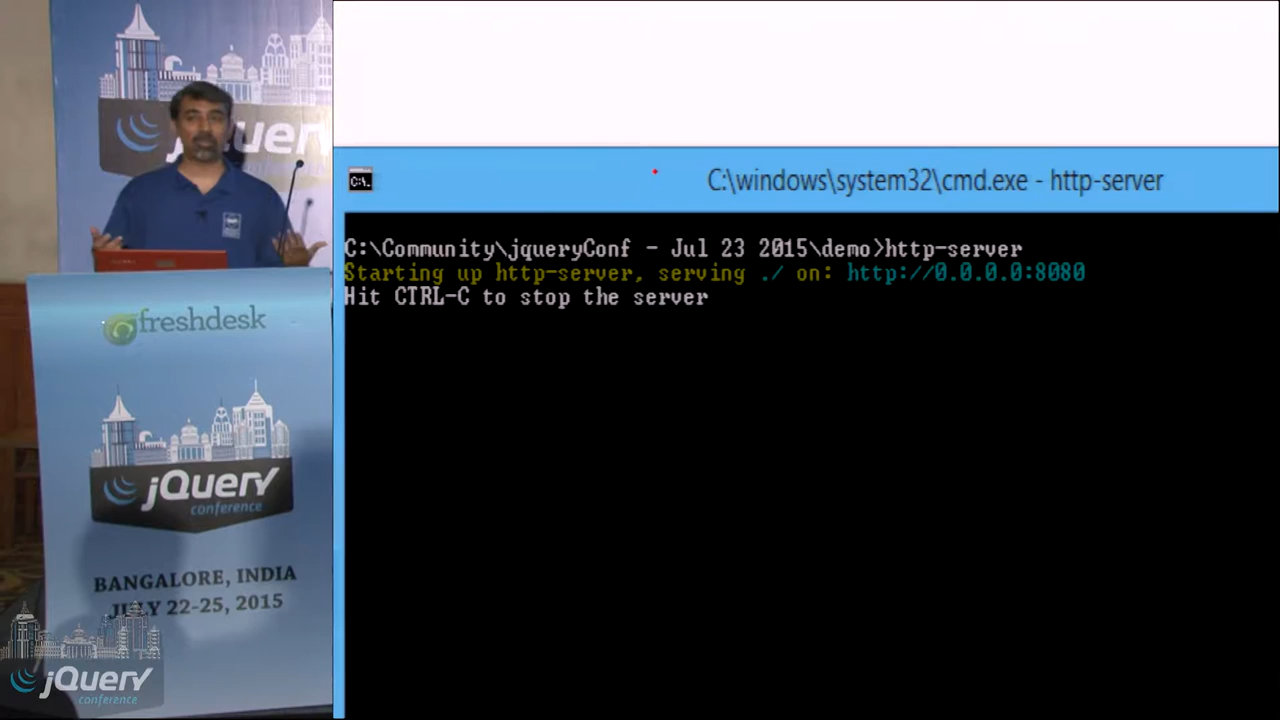 jQuer
C:\windows\system32\cmd.exe - http-server
C:\.
C:\Community\jqueryConf - Jul 23 2015\demo>http-server
Starting up http-server, serving ./ on: http://0.0.0.0:8080
Hit CTRL-C to stop the server
freshdesk
jQuery
conference
BANGALORE, INDIA
JULY 22-25, 2015
jQuery
conference